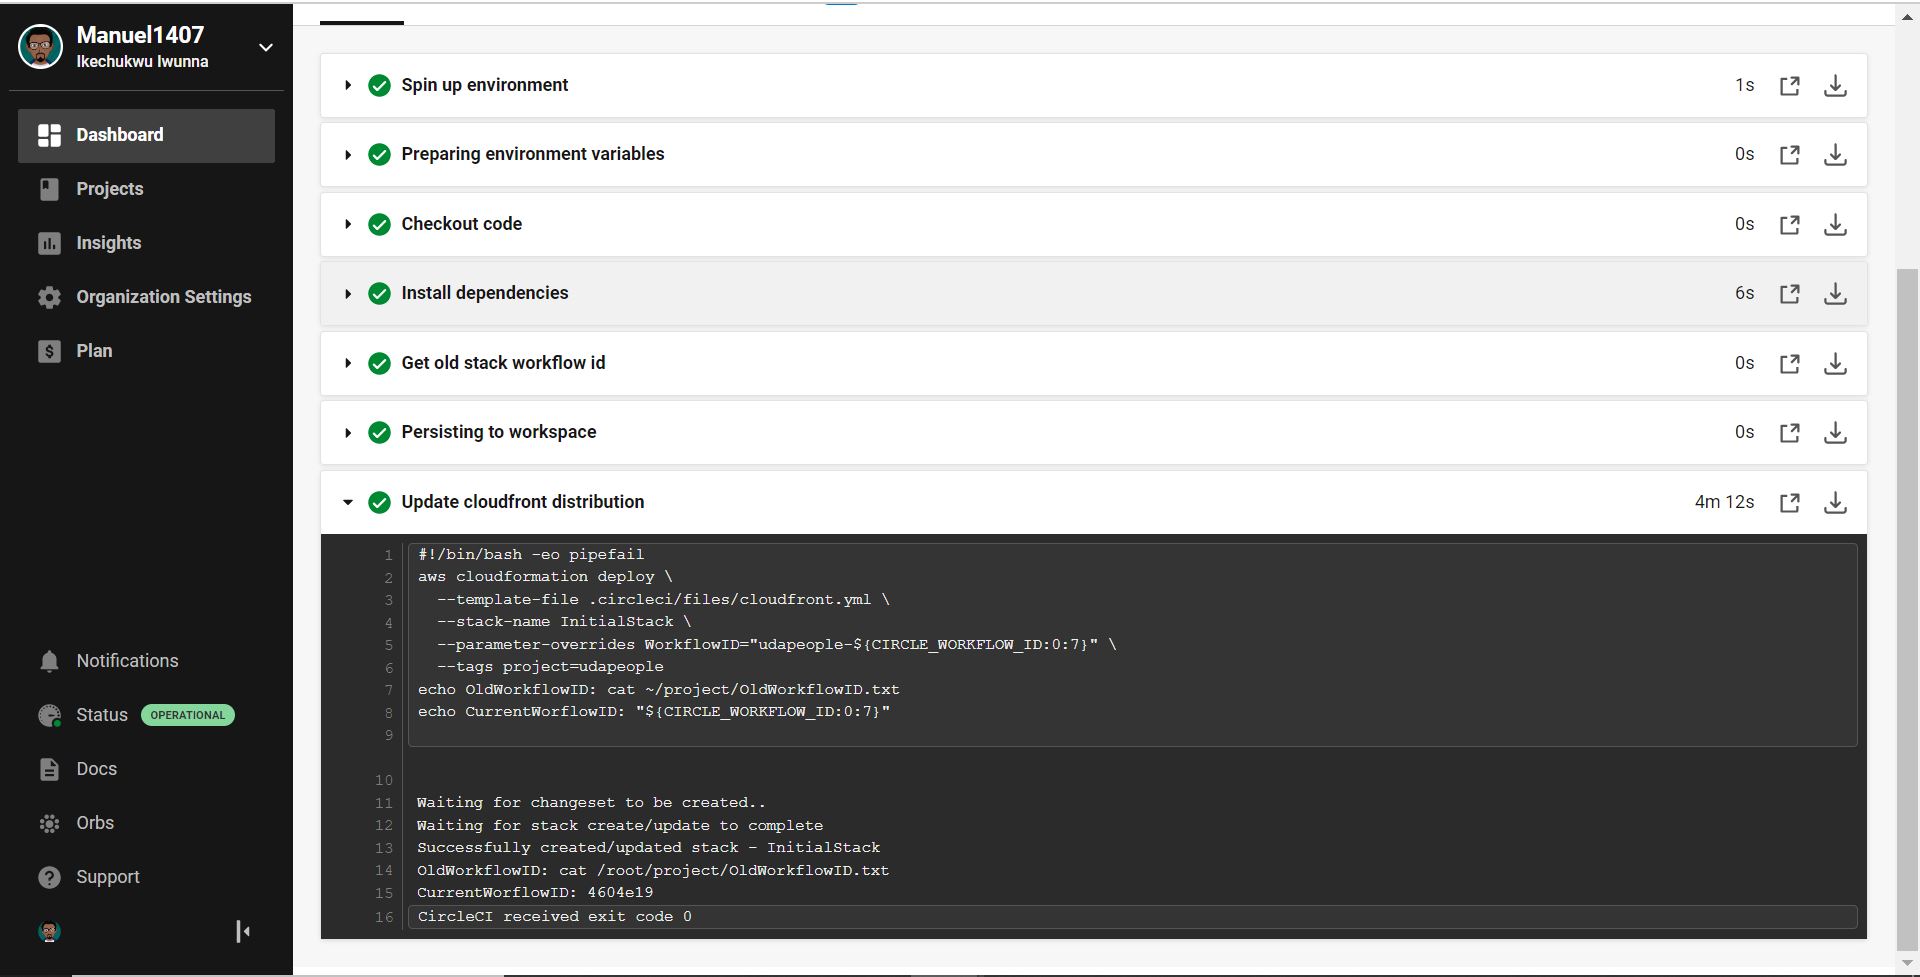 Manuel1407
Ikechukwu Iwunna
Dashboard
Projects
Insights
Organization Settings
Plan
Notifications
Status OPERATIONAL
Docs
Orbs
Support
Spin up environment 1s
Preparing environment variables 0s
Checkout code 0s
Install dependencies 6s
Get old stack workflow id 0s
Persisting to workspace 0s
Update cloudfront distribution 4m 12s
1 #!/bin/bash -eo pipefail
2 aws cloudformation deploy \
3 --template-file .circleci/files/cloudfront.yml \
4 --stack-name InitialStack \
5 --parameter-overrides WorkflowID="udapeople-${CIRCLE_WORKFLOW_ID:0:7}" \
6 --tags project=udapeople
7 echo OldWorkflowID: cat ~/project/OldWorkflowID.txt
8 echo CurrentWorflowID: "${CIRCLE_WORKFLOW_ID:0:7}"
9
10
11 Waiting for changeset to be created..
12 Waiting for stack create/update to complete
13 Successfully created/updated stack - InitialStack
14 OldWorkflowID: cat /root/project/OldWorkflowID.txt
15 CurrentWorflowID: 4604e19
16 CircleCI received exit code 0